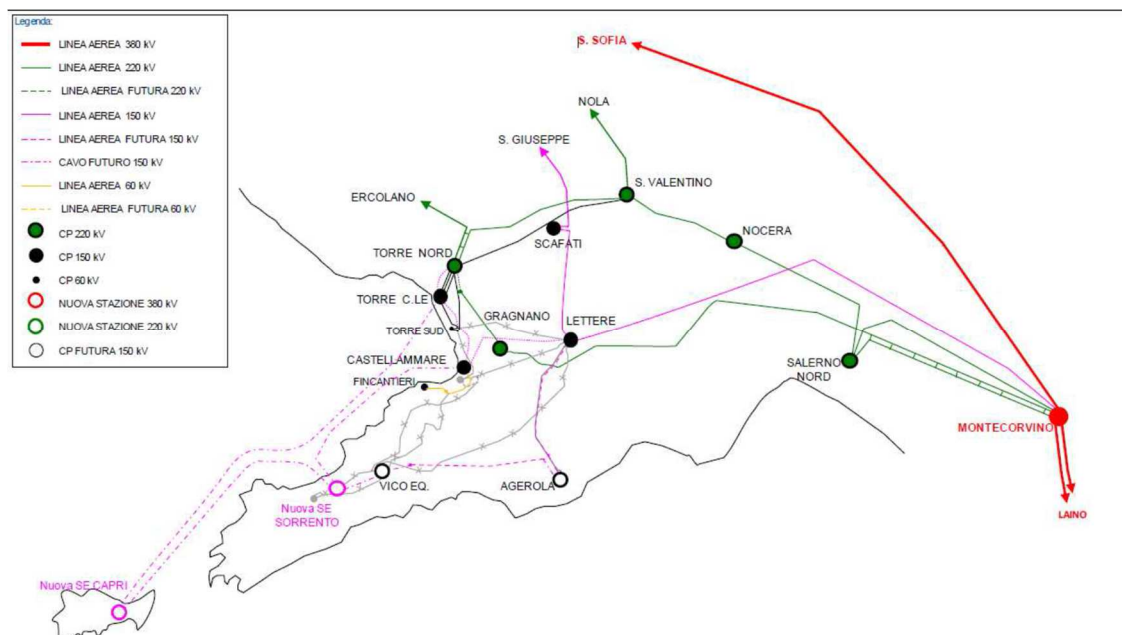 Legenda:
LINEA AEREA 380 kV
LINEA AEREA 220 kV
LINEA AEREA FUTURA 220 kV
LINEA AEREA 150 kV
LINEA AEREA FUTURA 150 kV
CAVO FUTURO 150 kV
LINEA AEREA 60 kV
LINEA AEREA FUTURA 60 kV
CP 220 kV
CP 150 kV
CP 60 kV
NUOVA STAZIONE 380 kV
NUOVA STAZIONE 220 kV
CP FUTURA 150 kV
S. SOFIA
NOLA
S. GIUSEPPE
S. VALENTINO
ERCOLANO
SCAFATI
NOCERA
TORRE NORD
TORRE C.LE
GRAGNANO
LETTERE
TORRE SUD
CASTELLAMMARE
SALERNO
NORD
FINCANTIERI
MONTECORVINO
VICO EQ.
AGEROLA
Nuova SE
SORRENTO
LAINO
Nuova SE CAPRI